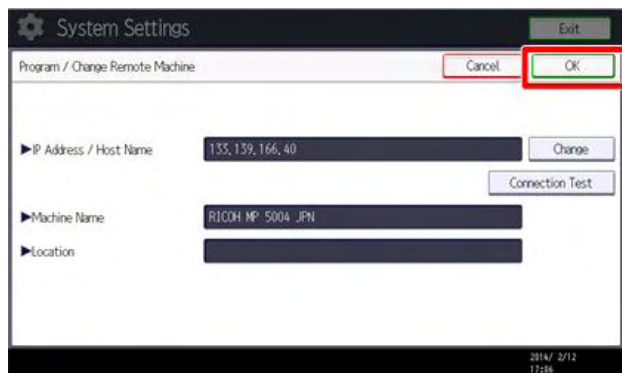 System Settings
Exit
Program / Change Remote Machine
Cancel
OK
►IP Address / Host Name
133,139,166,40
Change
Connection Test
►Machine Name
RICOH MP 5004 JPN
►Location
2014/ 2/12
17:06